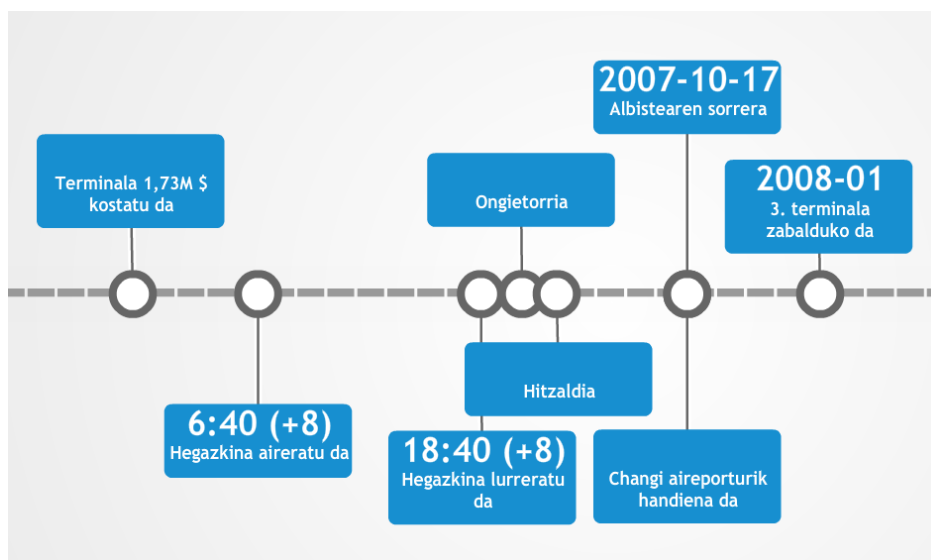 2007-10-17
Albistearen sorrera
Terminala 1,73M $
kostatu da
Ongietorria
2008-01
3. terminala
zabalduko da
Hitzaldia
6:40 (+8)
Hegazkina aireratu da
18:40 (+8)
Hegazkina lurreratu
da
Changi aireporturik
handiena da